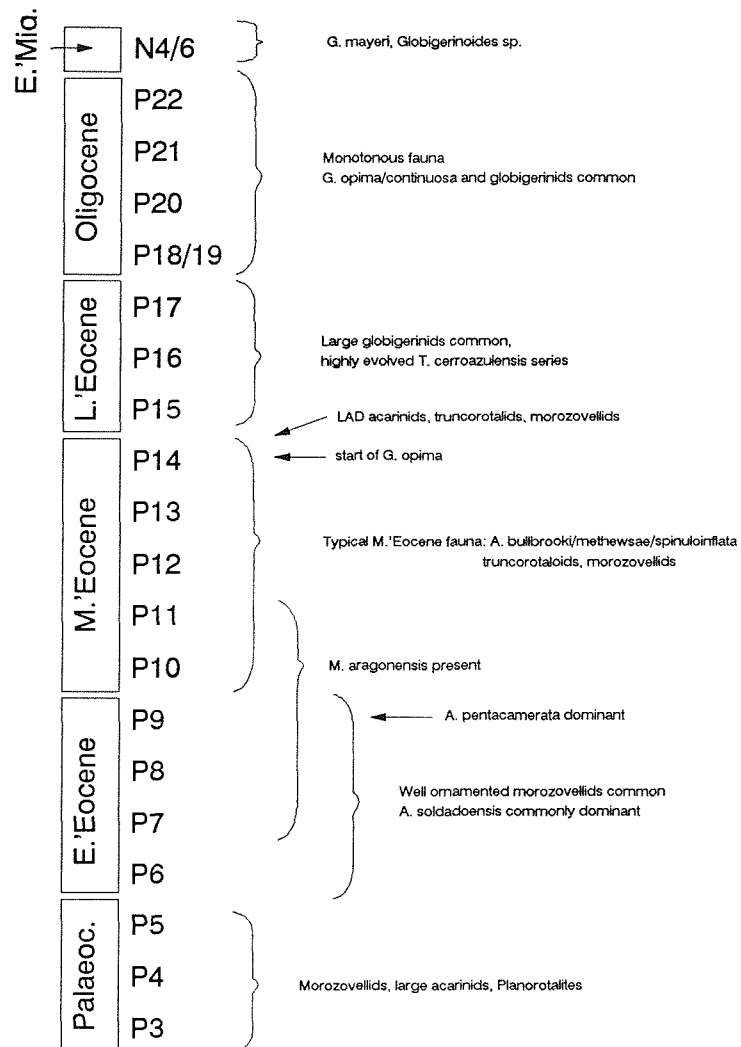 E.'Mio.
N4/6
G. mayeri, Globigerinoides sp.
Oligocene
P22
P21
P20
P18/19
Monotonous fauna
G. opima/continuosa and globigerinids common
L.'Eocene
P17
P16
P15
Large globigerinids common,
highly evolved T. cerroazulensis series
LAD acarinids, truncorotalids, morozovellids
start of G. opima
M.'Eocene
P14
P13
P12
P11
P10
Typical M.'Eocene fauna: A. bullbrooki/methewsae/spinuloinflata
truncorotaloids, morozovellids
M. aragonensis present
E.'Eocene
P9
P8
P7
P6
A. pentacamerata dominant
Well ornamented morozovellids common
A. soldadoensis commonly dominant
Palaeoc.
P5
P4
P3
Morozovellids, large acarinids, Planorotalites